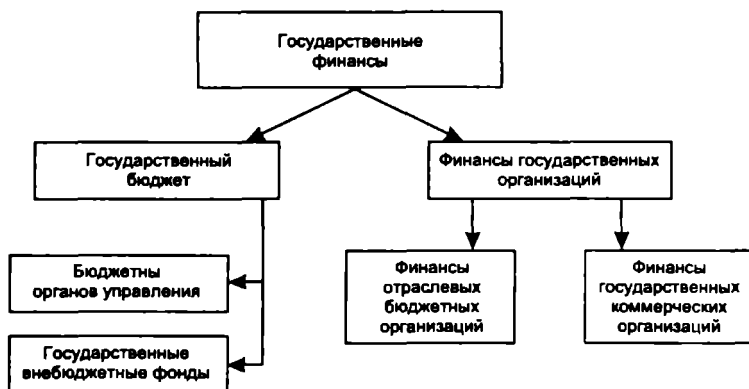 Государственные
финансы
Государственный
бюджет
Финансы государственных
организаций
Бюджетны
органов управления
Государственные
внебюджетные фонды
Финансы
отраслевых
бюджетных
организаций
Финансы
государственных
коммерческих
организаций